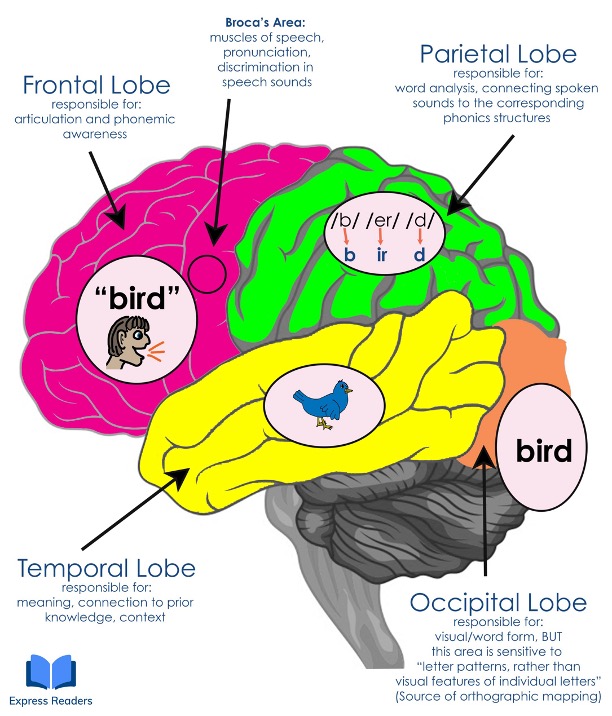 Broca's Area:
muscles of speech,
pronunciation,
discrimination in
speech sounds
Parietal Lobe
responsible for:
word analysis, connecting spoken
sounds to the corresponding
phonics structures
Frontal Lobe
responsible for:
articulation and phonemic
awareness
/b/ /er/ /d/
b ir d
“bird”
bird
Temporal Lobe
responsible for:
meaning, connection to prior
knowledge, context
Occipital Lobe
responsible for:
visual/word form, BUT
this area is sensitive to
“letter patterns, rather than
visual features of individual letters”
(Source of orthographic mapping)
Express Readers